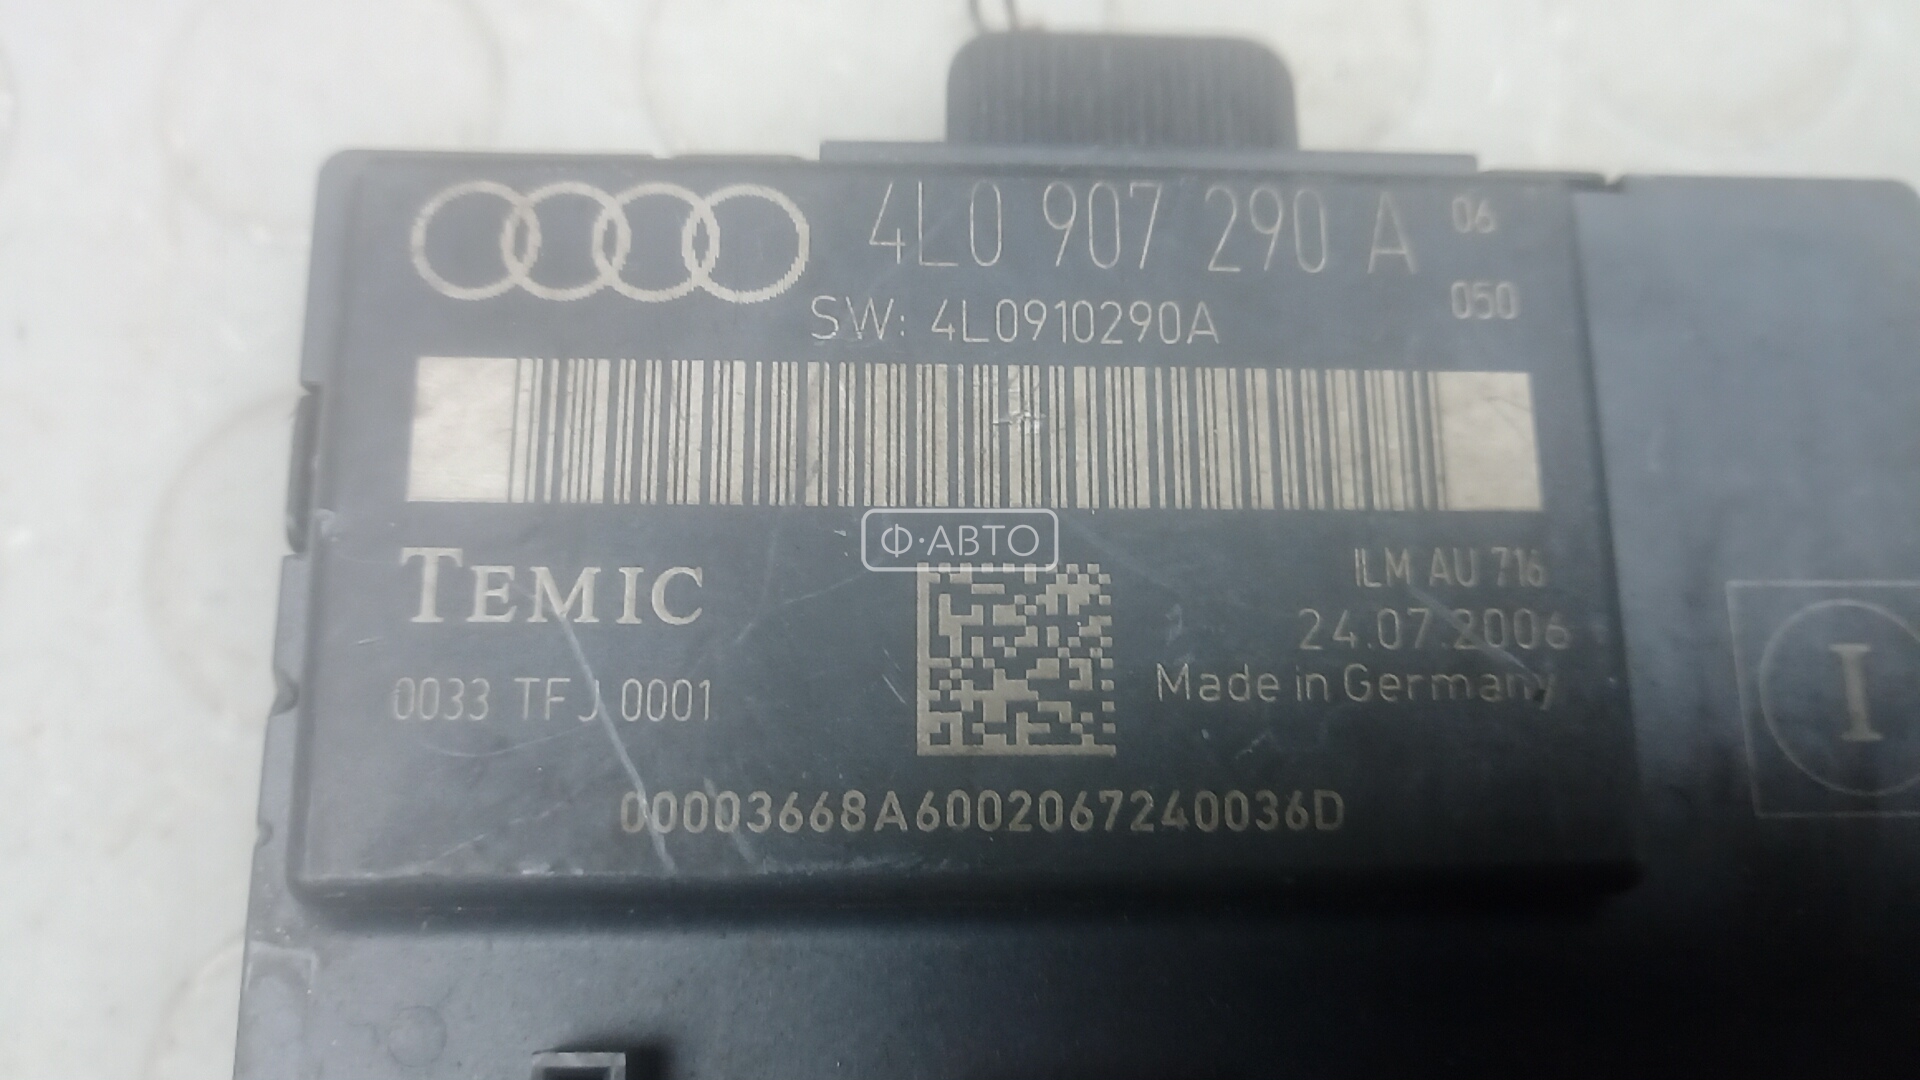 4L0 907 290 A 06
SW: 4L0910290A 050
Ф·АВТО
TEMIC
ILM AU 716
24.07.2006
0033 TFJ 0001
Made in Germany
00003668A6002067240036D
I